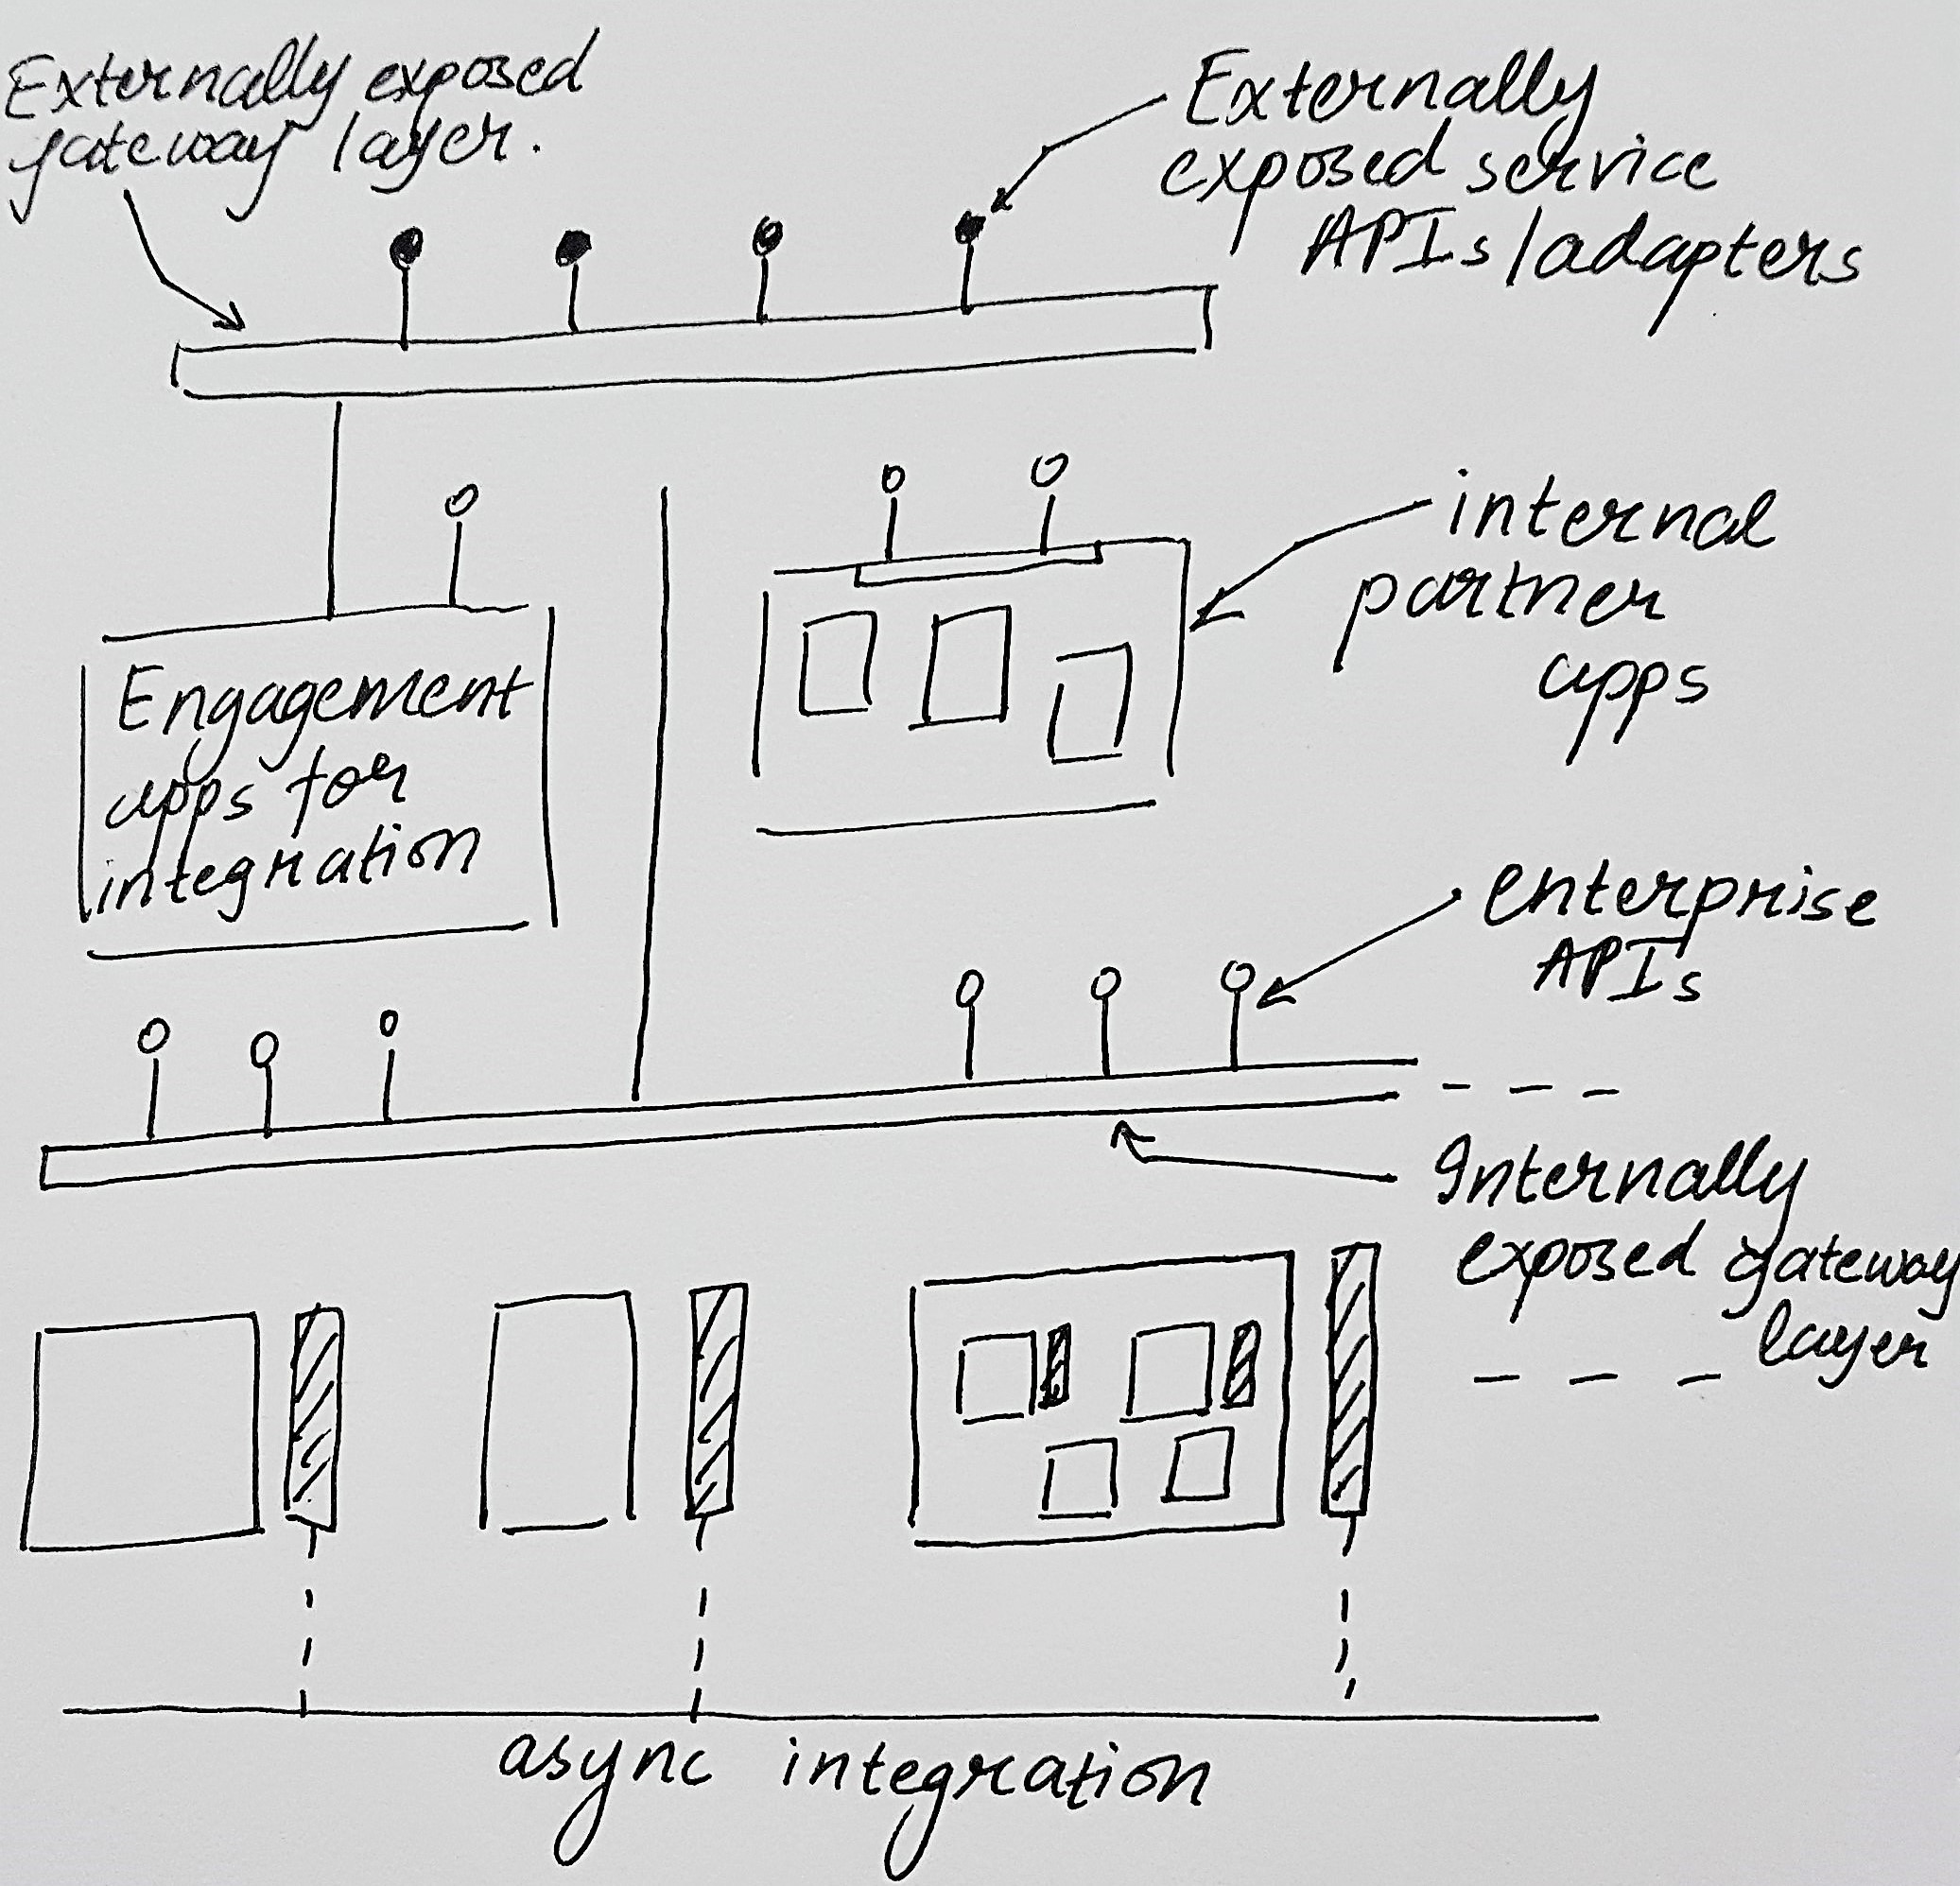 Externally exposed
gateway layer.
Externally
exposed service
APIs/adapters
internal
partner
apps
Engagement
apps for
integration
enterprise
APIs
Internally
exposed gateway
layer
async integration